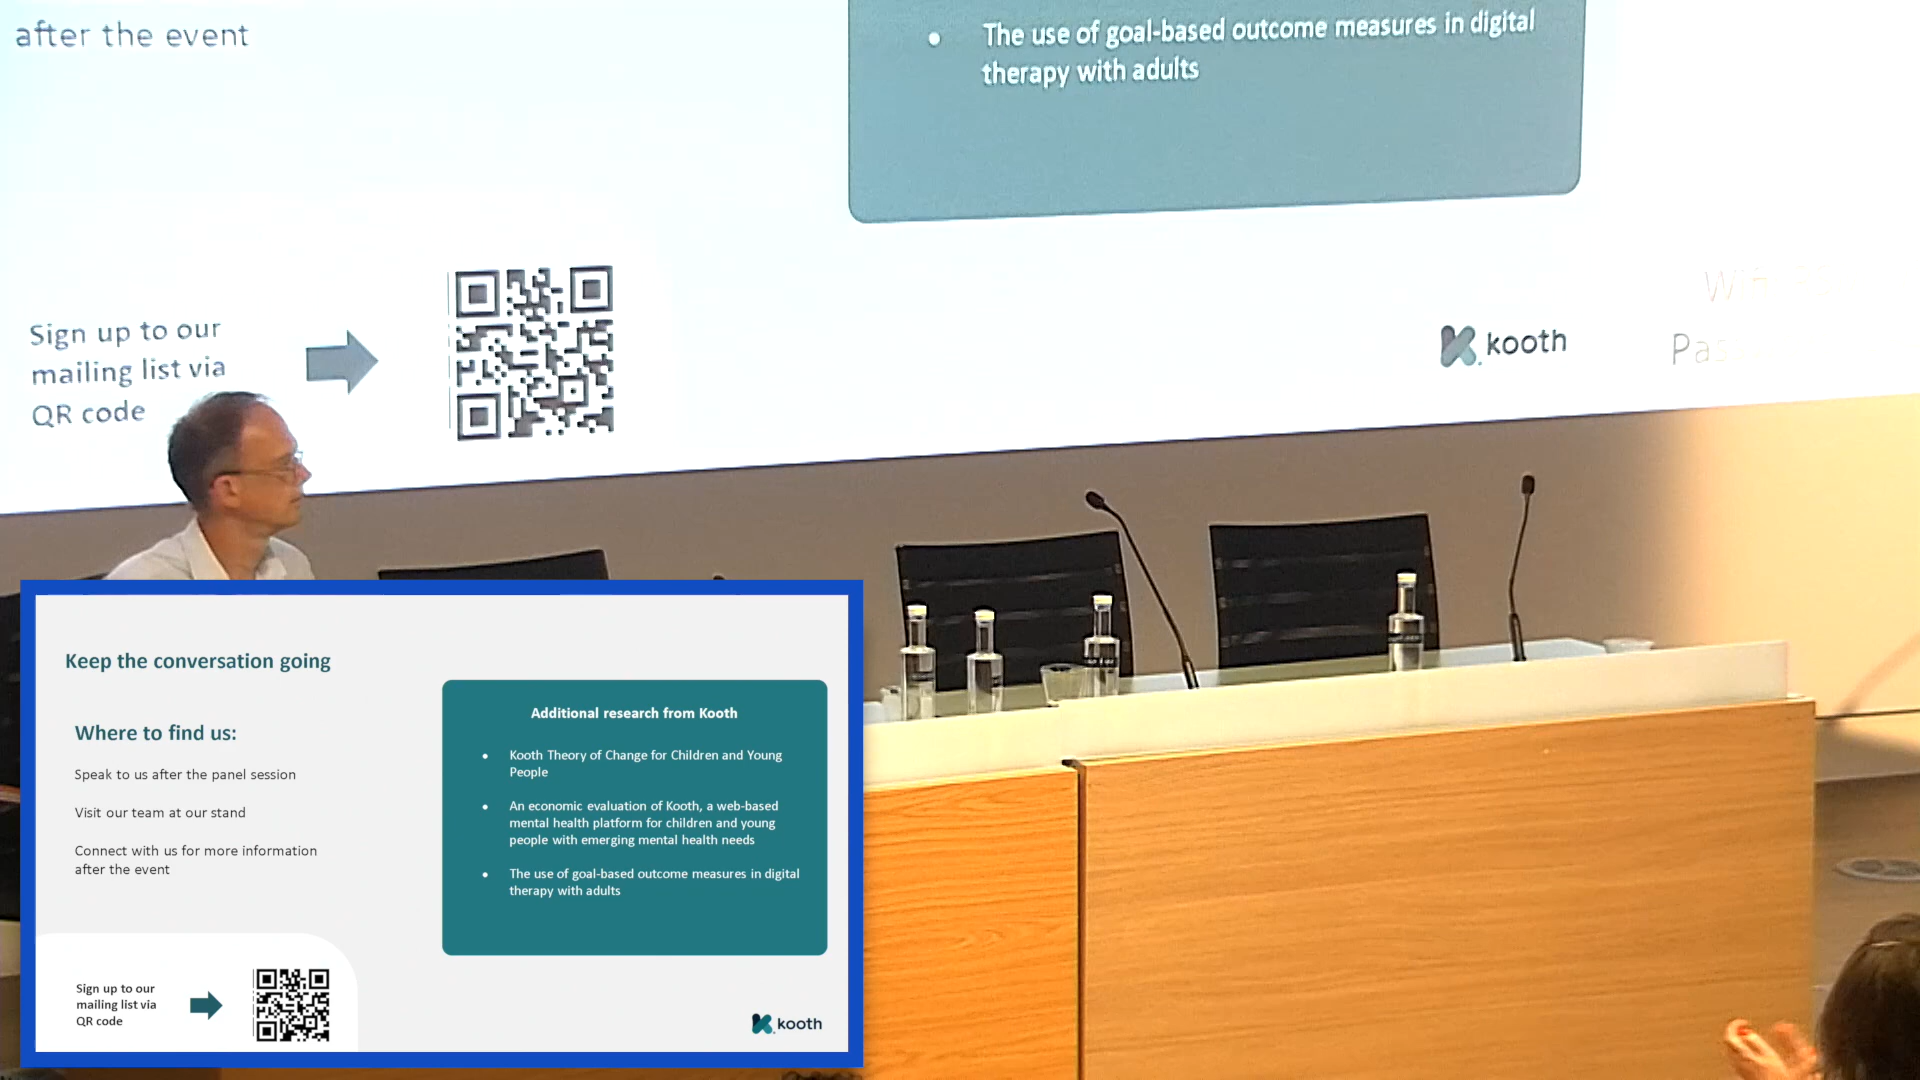 after the event
The use of goal-based outcome measures in digital
therapy with adults
Sign up to our
mailing list via
QR code
kooth
Keep the conversation going
Where to find us:
Speak to us after the panel session
Visit our team at our stand
Connect with us for more information
after the event
Additional research from Kooth
Kooth Theory of Change for Children and Young
People
An economic evaluation of Kooth, a web-based
mental health platform for children and young
people with emerging mental health needs
The use of goal-based outcome measures in digital
therapy with adults
Sign up to our
mailing list via
QR code
kooth